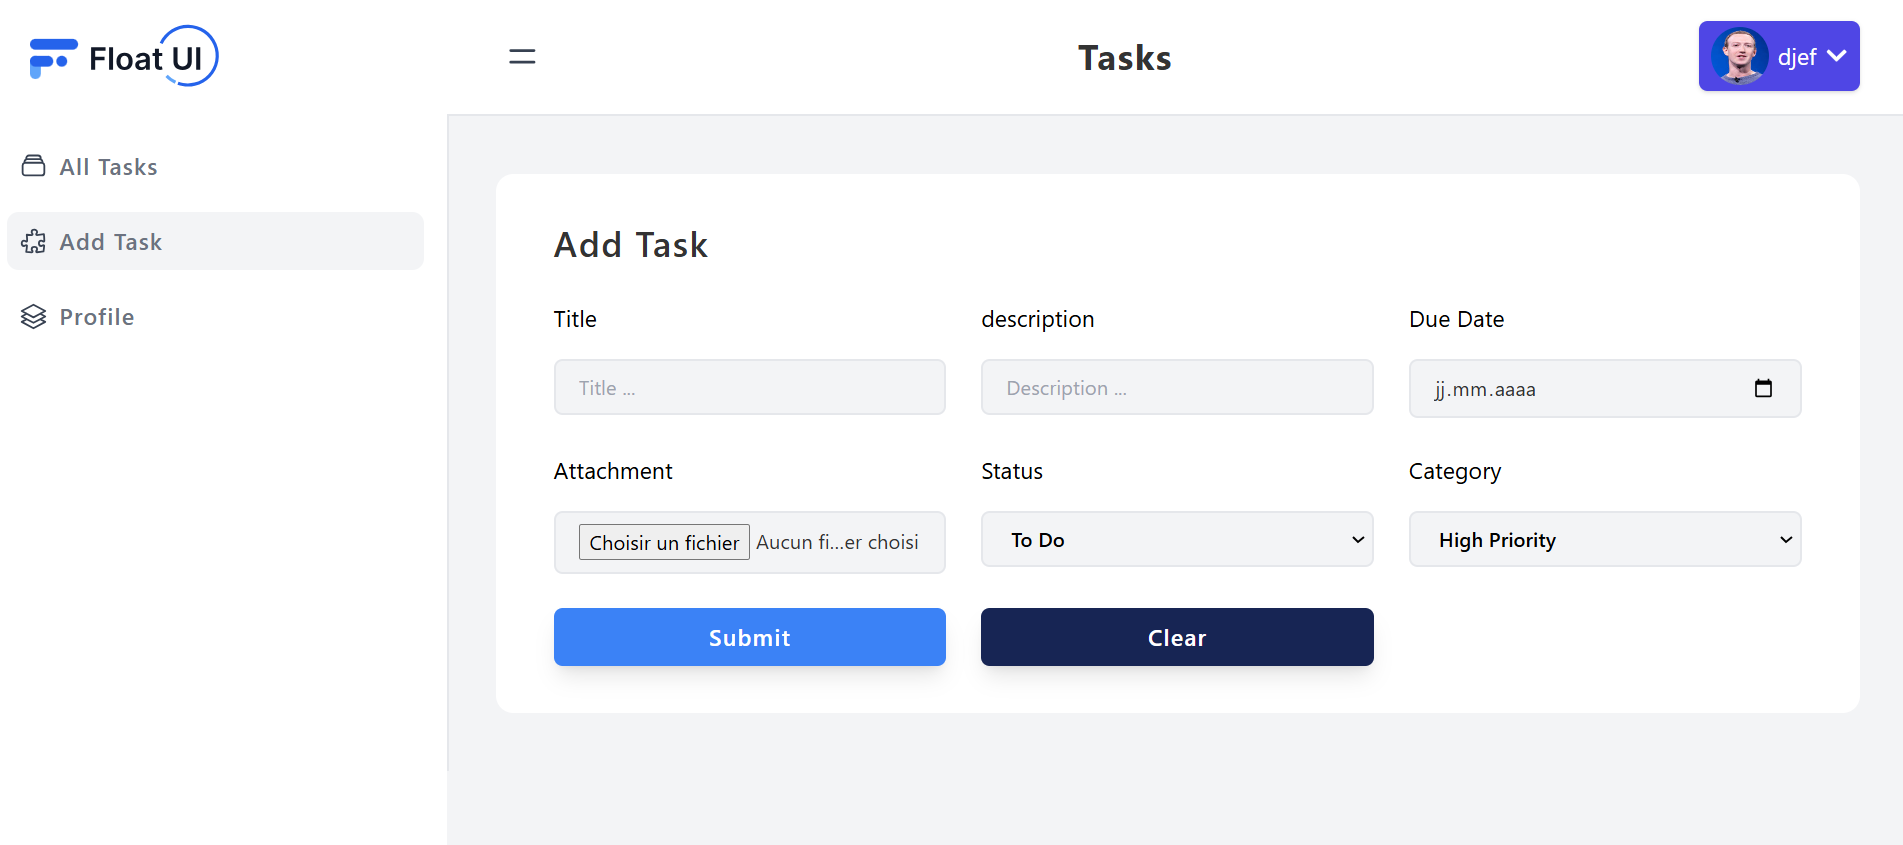 Float UI
Tasks
djef
All Tasks
Add Task
Profile
Add Task
Title
description
Due Date
Title ...
Description ...
jj.mm.aaaa
Attachment
Status
Category
Choisir un fichier Aucun fi...er choisi
To Do
High Priority
Submit
Clear